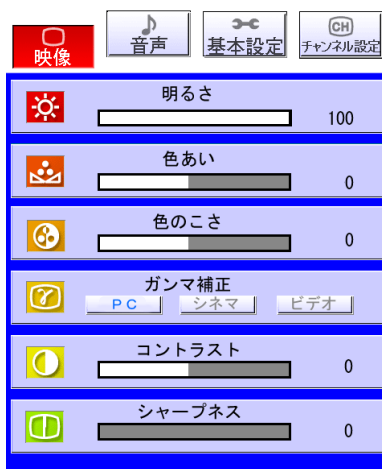 映像
音声
基本設定
CH
チャンネル設定
明るさ
100
色あい
0
色のこさ
0
ガンマ補正
PC シネマ ビデオ
コントラスト
0
シャープネス
0